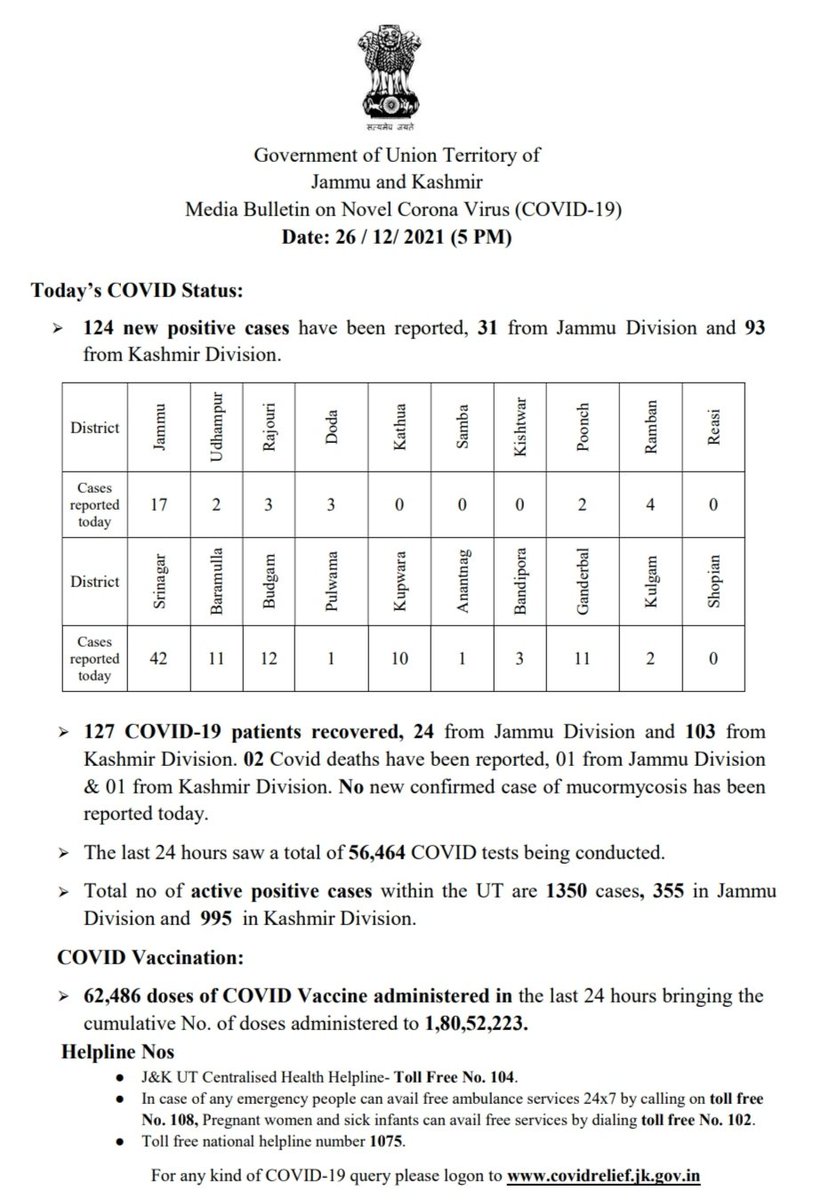 सत्यमेव जयते
Government of Union Territory of
Jammu and Kashmir
Media Bulletin on Novel Corona Virus (COVID-19)
Date: 26 / 12/ 2021 (5 PM)
Today’s COVID Status:
➢ 124 new positive cases have been reported, 31 from Jammu Division and 93
from Kashmir Division.
District Jammu Udhampur Rajouri Doda Kathua Samba Kishtwar Poonch Ramban Reasi
Cases
reported
today 17 2 3 3 0 0 0 2 4 0
District Srinagar Baramulla Budgam Pulwama Kupwara Anantnag Bandipora Ganderbal Kulgam Shopian
Cases
reported
today 42 11 12 1 10 1 3 11 2 0
➢ 127 COVID-19 patients recovered, 24 from Jammu Division and 103 from
Kashmir Division. 02 Covid deaths have been reported, 01 from Jammu Division
& 01 from Kashmir Division. No new confirmed case of mucormycosis has been
reported today.
➢ The last 24 hours saw a total of 56,464 COVID tests being conducted.
➢ Total no of active positive cases within the UT are 1350 cases, 355 in Jammu
Division and 995 in Kashmir Division.
COVID Vaccination:
➢ 62,486 doses of COVID Vaccine administered in the last 24 hours bringing the
cumulative No. of doses administered to 1,80,52,223.
Helpline Nos
● J&K UT Centralised Health Helpline- Toll Free No. 104.
● In case of any emergency people can avail free ambulance services 24x7 by calling on toll free
No. 108, Pregnant women and sick infants can avail free services by dialing toll free No. 102.
● Toll free national helpline number 1075.
For any kind of COVID-19 query please logon to www.covidrelief.jk.gov.in